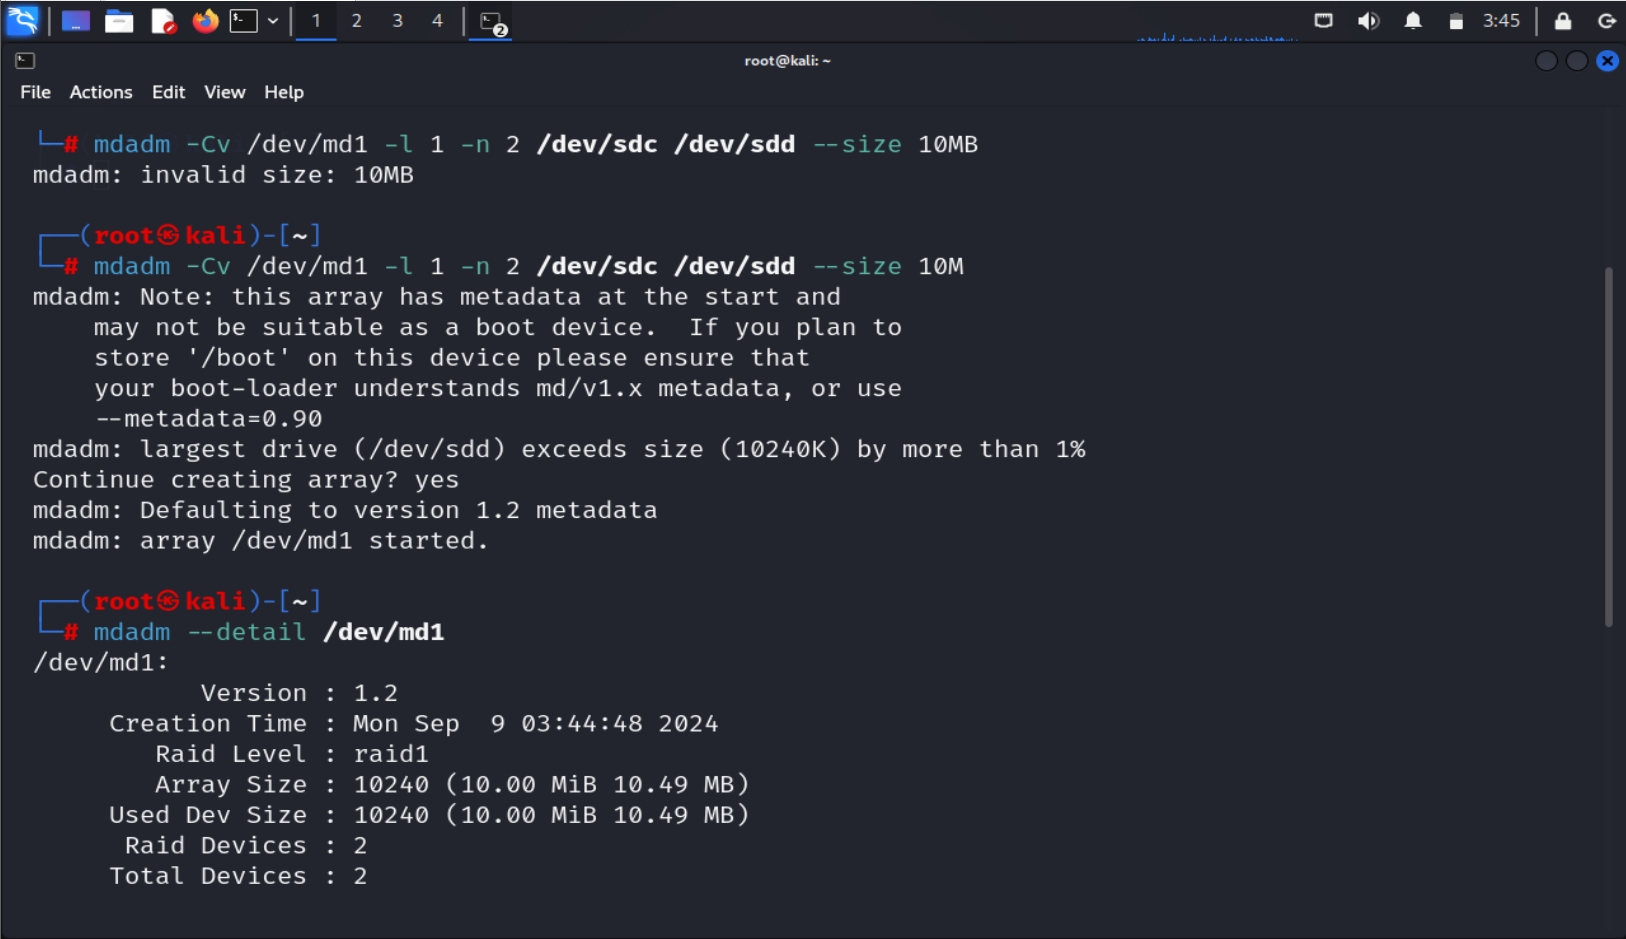 1 2 3 4 2 3:45
root@kali: ~
File Actions Edit View Help
└─# mdadm -Cv /dev/md1 -l 1 -n 2 /dev/sdc /dev/sdd --size 10MB
mdadm: invalid size: 10MB
┌──(root㉿kali)-[~]
└─# mdadm -Cv /dev/md1 -l 1 -n 2 /dev/sdc /dev/sdd --size 10M
mdadm: Note: this array has metadata at the start and
may not be suitable as a boot device.  If you plan to
store '/boot' on this device please ensure that
your boot-loader understands md/v1.x metadata, or use
--metadata=0.90
mdadm: largest drive (/dev/sdd) exceeds size (10240K) by more than 1%
Continue creating array? yes
mdadm: Defaulting to version 1.2 metadata
mdadm: array /dev/md1 started.
┌──(root㉿kali)-[~]
└─# mdadm --detail /dev/md1
/dev/md1:
Version : 1.2
Creation Time : Mon Sep  9 03:44:48 2024
Raid Level : raid1
Array Size : 10240 (10.00 MiB 10.49 MB)
Used Dev Size : 10240 (10.00 MiB 10.49 MB)
Raid Devices : 2
Total Devices : 2